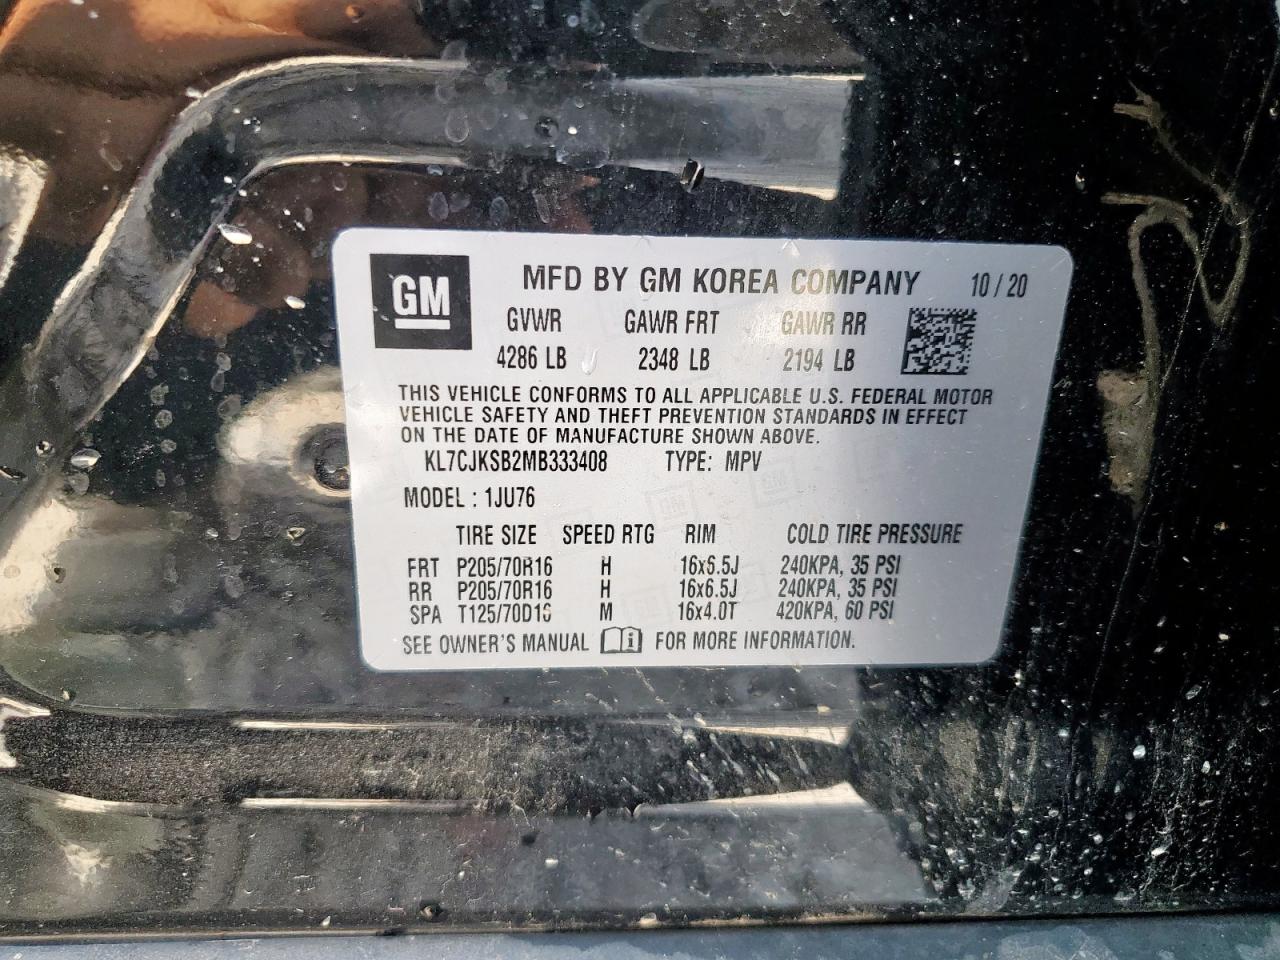 GM MFD BY GM KOREA COMPANY 10/20
GVWR GAWR FRT GAWR RR
4286 LB 2348 LB 2194 LB
THIS VEHICLE CONFORMS TO ALL APPLICABLE U.S. FEDERAL MOTOR
VEHICLE SAFETY AND THEFT PREVENTION STANDARDS IN EFFECT
ON THE DATE OF MANUFACTURE SHOWN ABOVE.
KL7CJKSB2MB333408 TYPE: MPV
MODEL : 1JU76
TIRE SIZE SPEED RTG RIM COLD TIRE PRESSURE
FRT P205/70R16 H 16x6.5J 240KPA, 35 PSI
RR P205/70R16 H 16x6.5J 240KPA, 35 PSI
SPA T125/70D16 M 16x4.0T 420KPA, 60 PSI
SEE OWNER'S MANUAL FOR MORE INFORMATION.